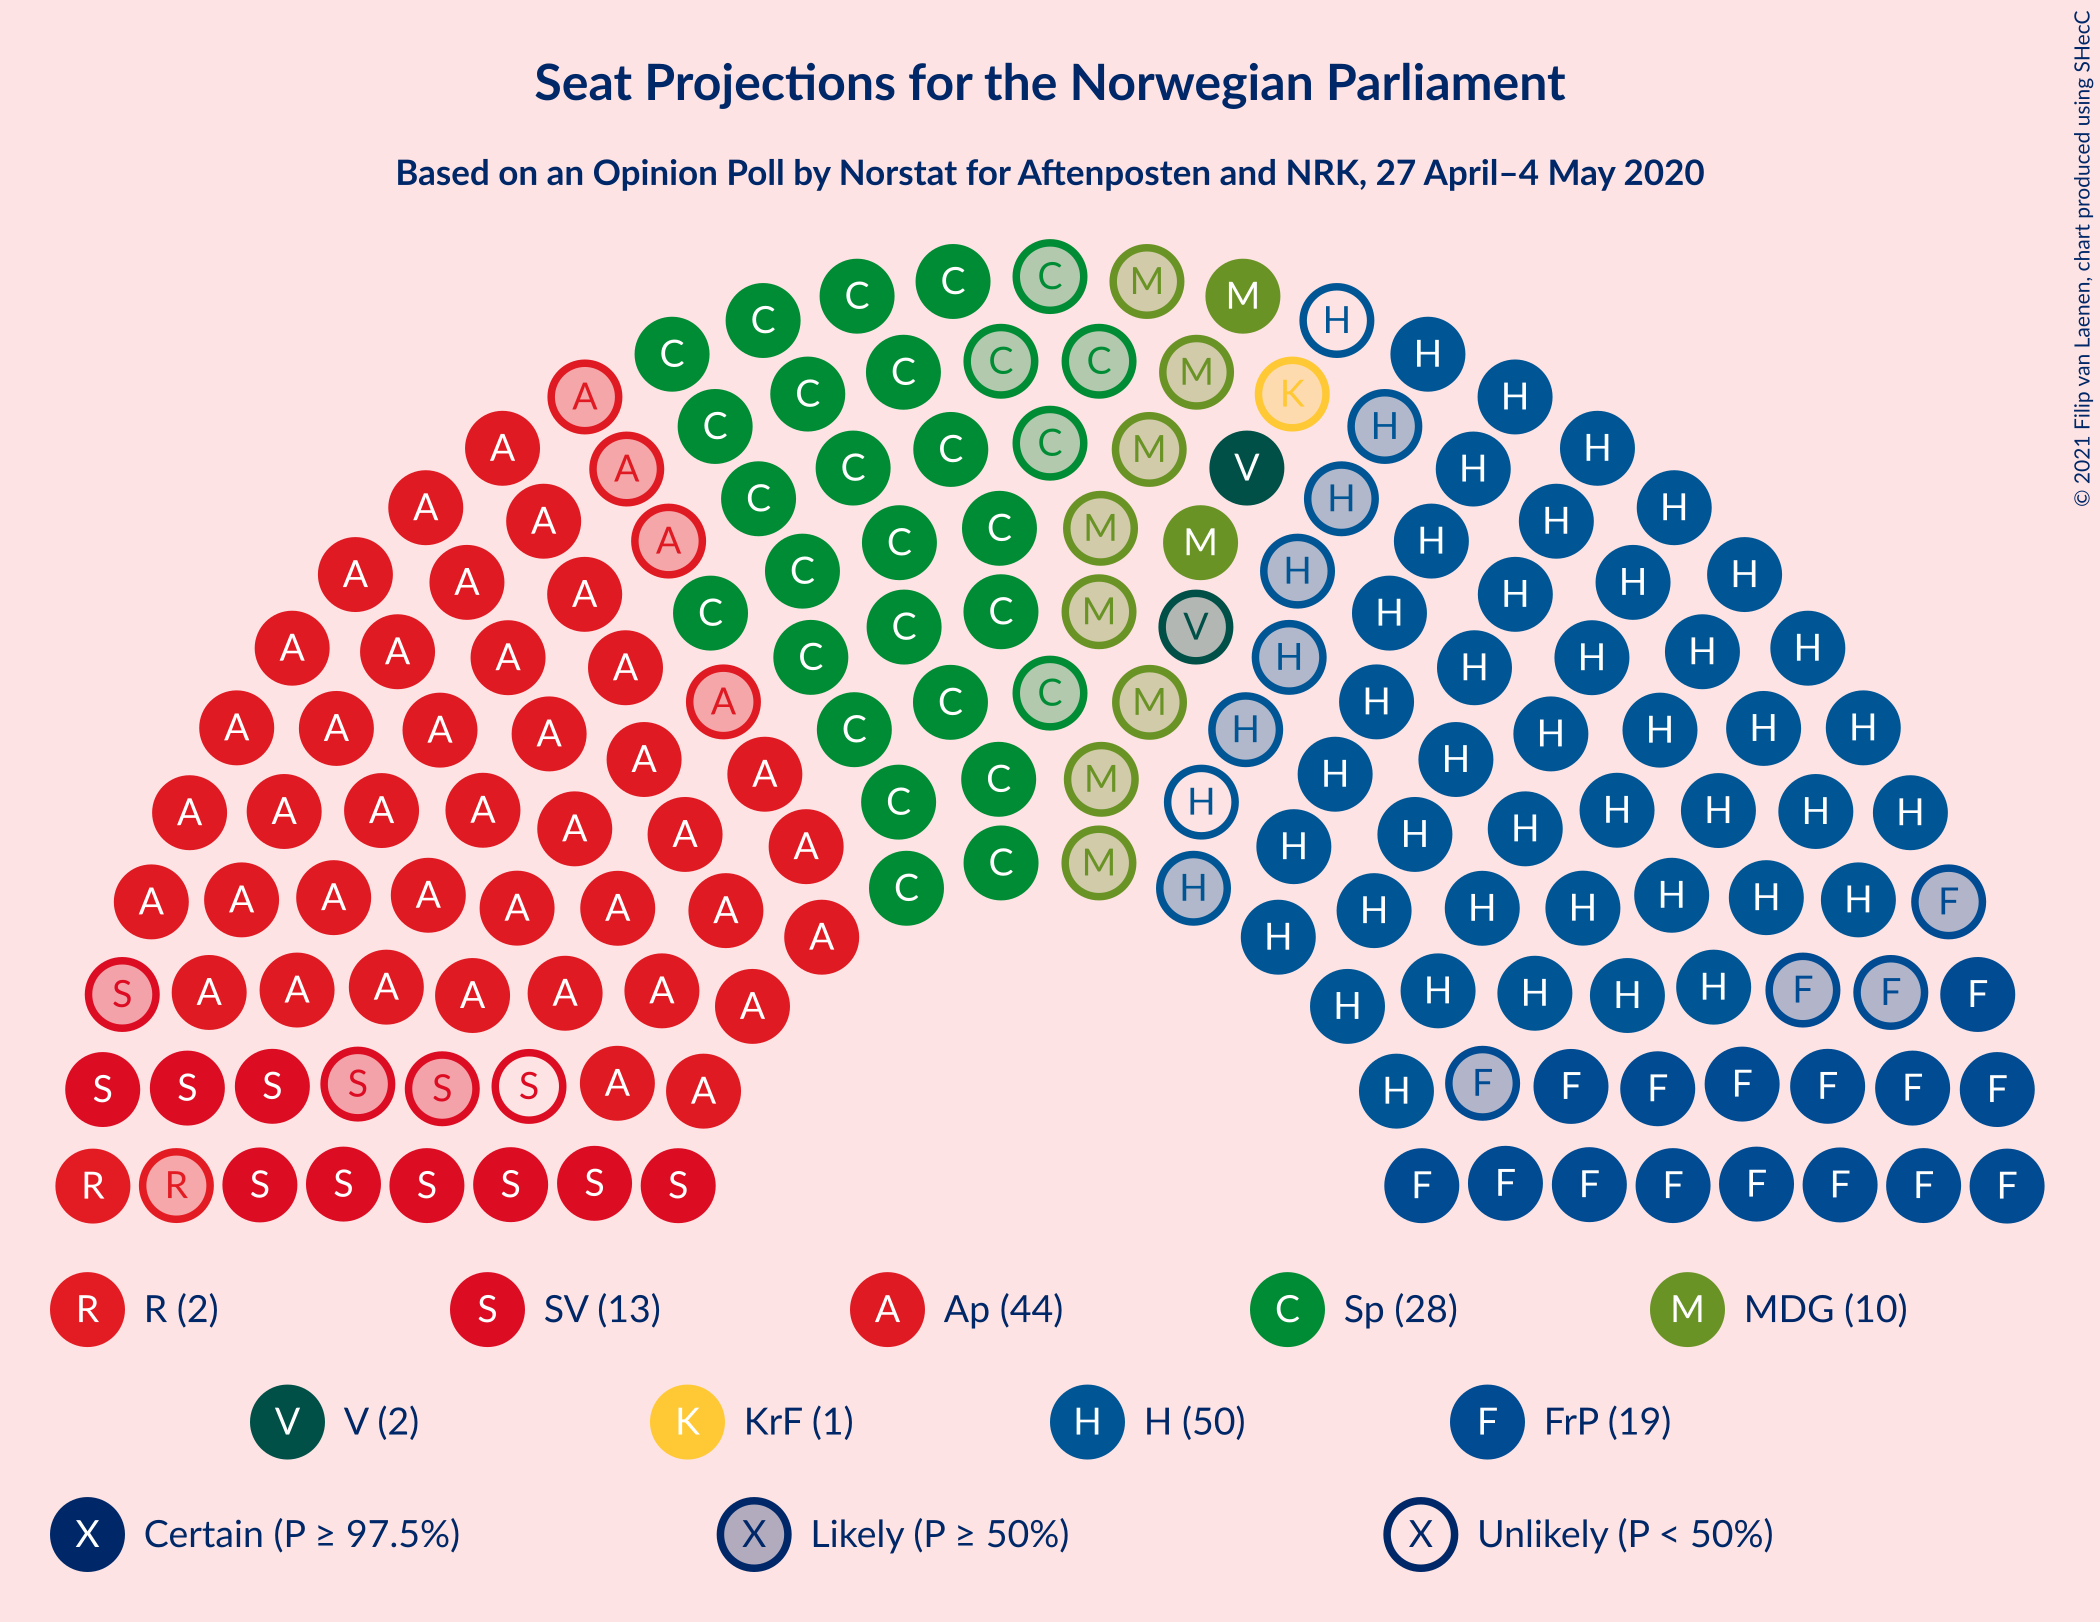 Seat Projections for the Norwegian Parliament
Based on an Opinion Poll by Norstat for Aftenposten and NRK, 27 April–4 May 2020
© 2021 Filip van Laenen, chart produced using SHecC
C C C M M
C C H H
C C C M K H
A C C H H
A C C C M V H H
A A C C H H
A C C C M M H H
A A C H H H
A A C C C M V H H H
A A A C H H H
A A A A C C C M H H H H
A A A A C H H H H
A A A A C C M H H H H H
A A A A C H H H H
A A A A A C C M H H H H H
A A A A A H H H H F
S A A A A A A A H H H H H F F F
S S S S S S A A H F F F F F F F
R R S S S S S S F F F F F F F F
R R (2) S SV (13) A Ap (44) C Sp (28) M MDG (10)
V V (2) K KrF (1) H H (50) F FrP (19)
X Certain (P ≥ 97.5%) X Likely (P ≥ 50%) X Unlikely (P < 50%)